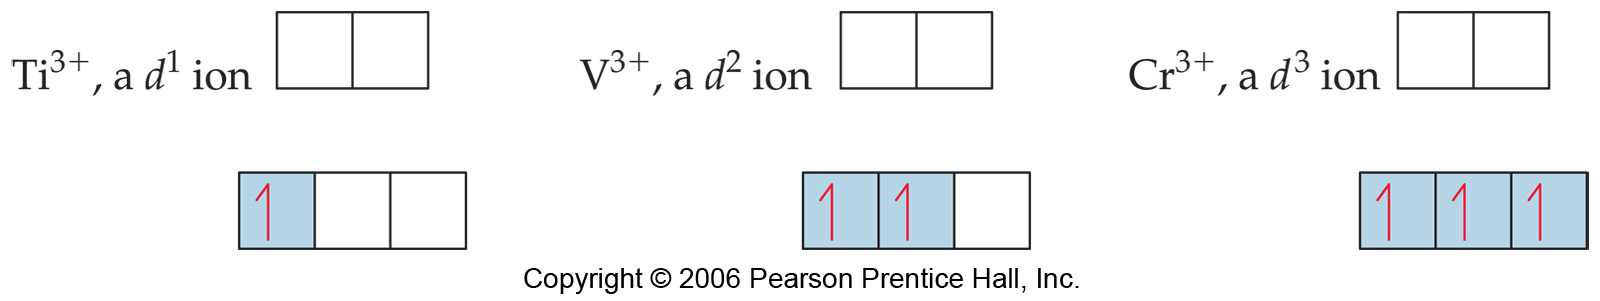 Ti³⁺, a d¹ ion
V³⁺, a d² ion
Cr³⁺, a d³ ion
Copyright © 2006 Pearson Prentice Hall, Inc.